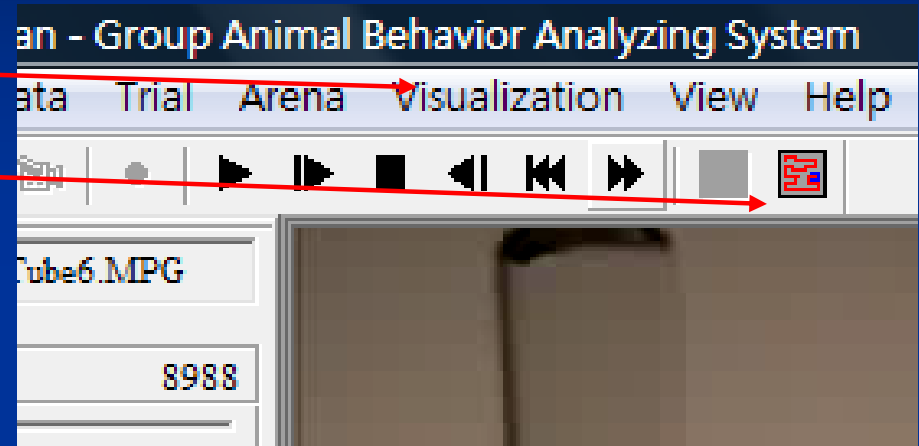 an - Group Animal Behavior Analyzing System
ata Trial Arena Visualization View Help
Tube6.MPG
8988